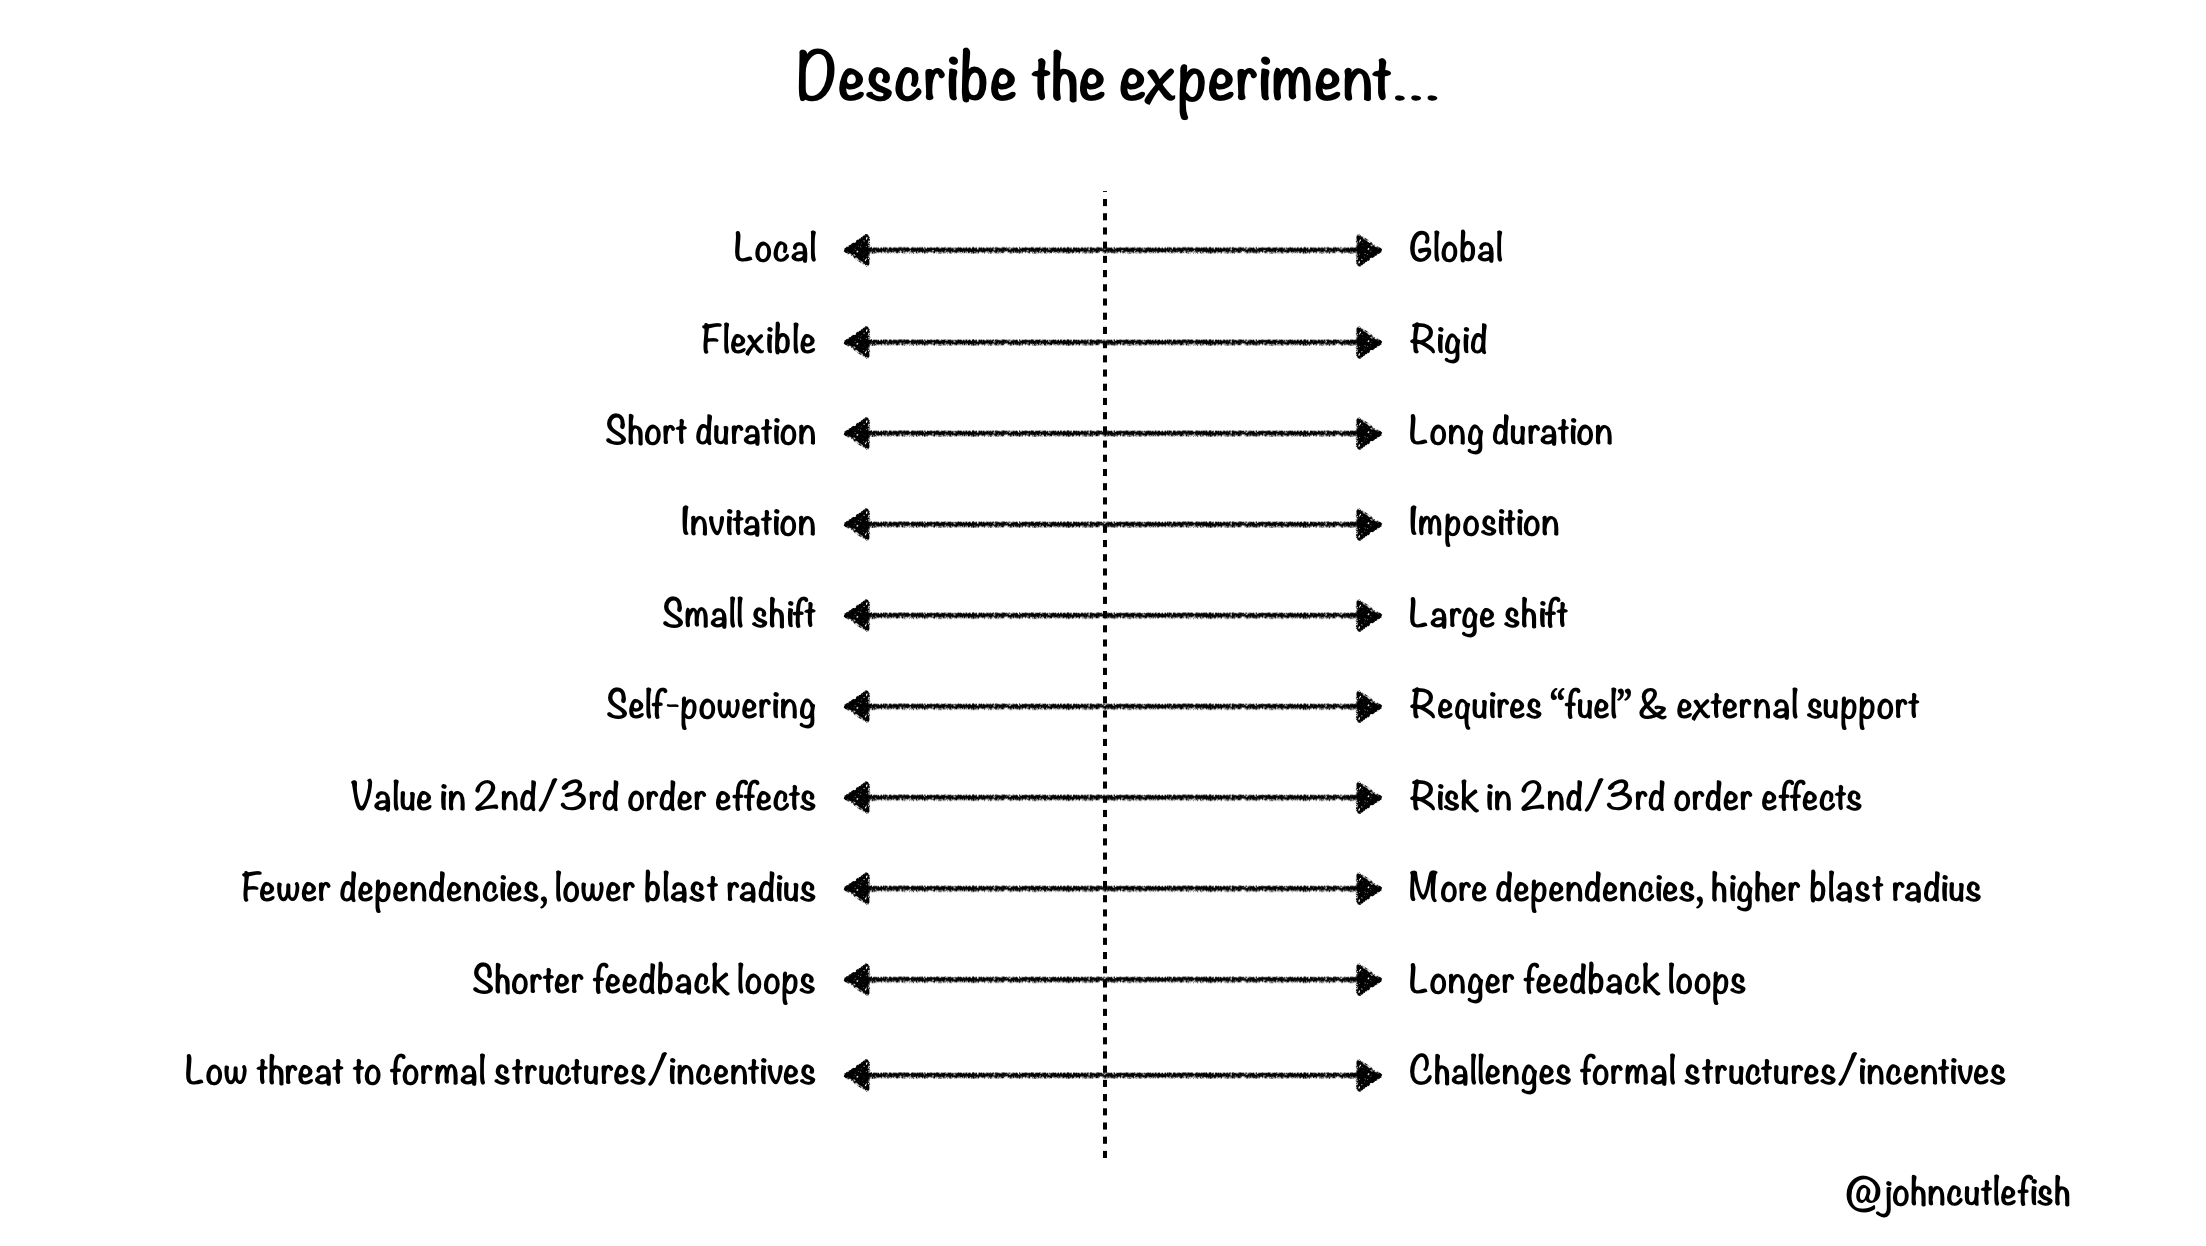 Describe the experiment...
Local Global
Flexible Rigid
Short duration Long duration
Invitation Imposition
Small shift Large shift
Self-powering Requires “fuel” & external support
Value in 2nd/3rd order effects Risk in 2nd/3rd order effects
Fewer dependencies, lower blast radius More dependencies, higher blast radius
Shorter feedback loops Longer feedback loops
Low threat to formal structures/incentives Challenges formal structures/incentives
@johncutlefish